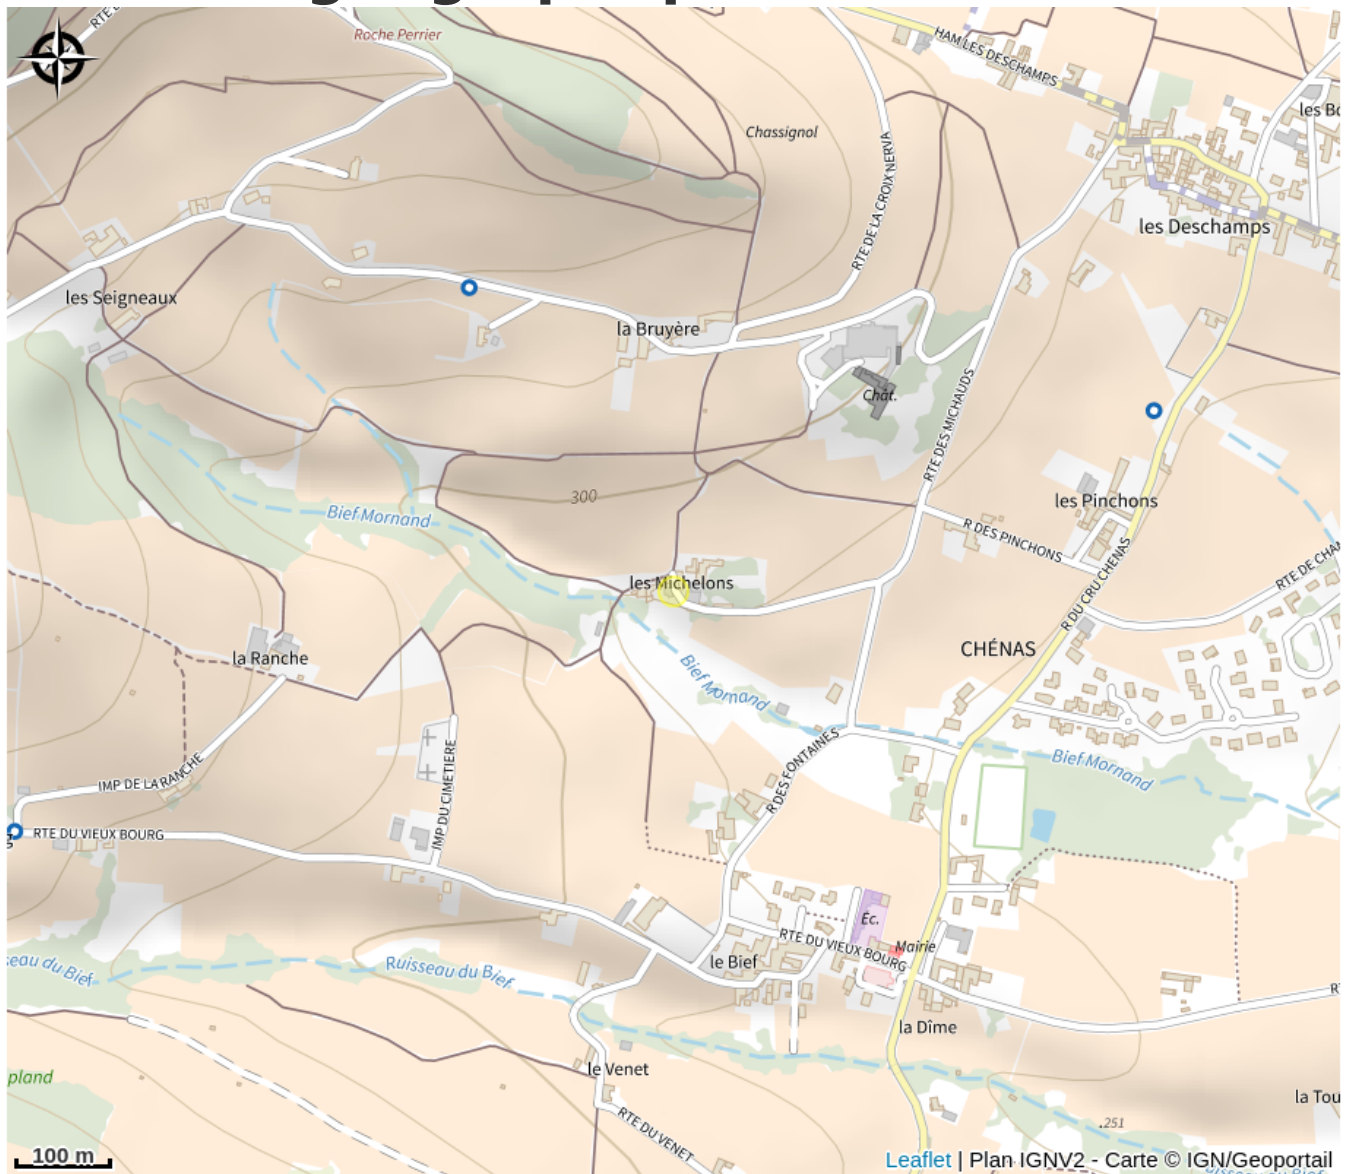 Roche Perrier
HAM LES DESCHAMPS
les Bo
Chassignol
RTE DE LA CROIX NERVA
les Deschamps
les Seigneaux
la Bruyère
Chât.
RTE DES MICHAUDS
300
les Pinchons
Bief Mornand
R DES PINCHONS
R DU CRU CHENAS
RTE DE CHAN
les Michelons
CHÉNAS
la Ranche
Bief Mornand
Bief Mornand
R DES FONTAINES
IMP DE LA RANCHE
IMP DU CIMETIERE
RTE DU VIEUX BOURG
Éc.
Mairie
RTE DU VIEUX BOURG
le Bief
seau du Bief
Ruisseau du Bief
la Dîme
le Venet
pland
la Tou
RTE DU VENET
.251
100 m
Leaflet | Plan IGNV2 - Carte © IGN/Geoportail